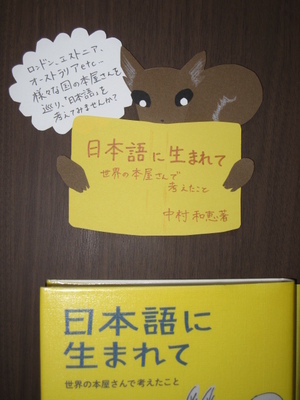 ロンドン、エストニア、
オーストラリアetc…
様々な国の本屋さんを
巡り、「日本語」を
考えてみませんか?
日本語に生まれて
世界の本屋さんで
考えたこと
中村和恵著
日本語に
生まれて
世界の本屋さんで考えたこと